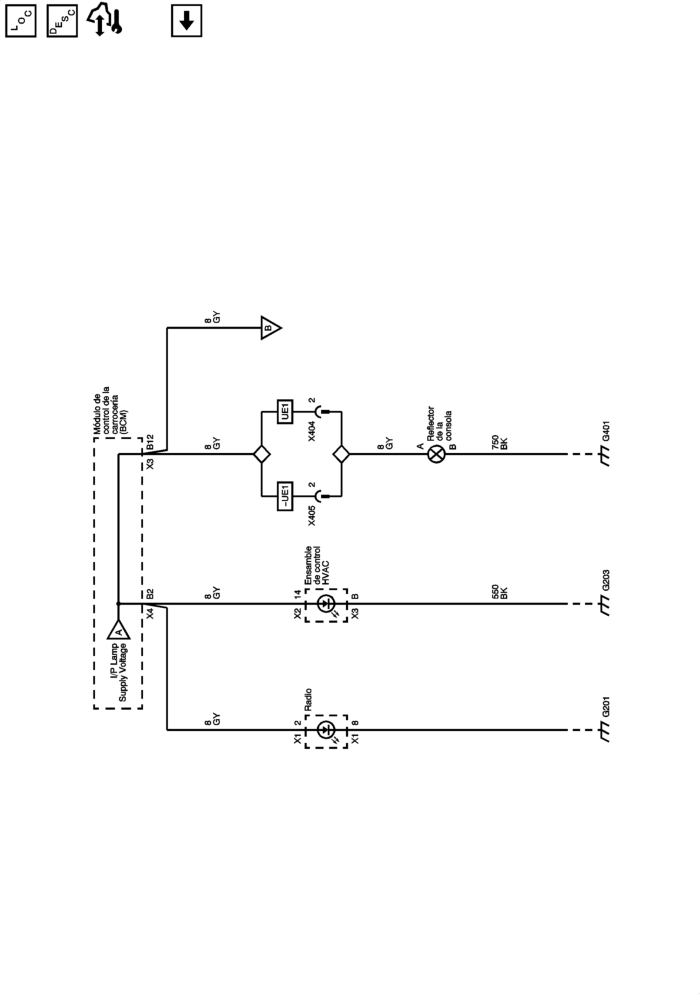 LOC
DESC
Módulo de
control de la
carrocería
(BCM)
I/P Lamp
Supply Voltage
A
X4
B2
X3
B12
8
GY
8
GY
8
GY
8
GY
B
Radio
X1
2
X1
8
G201
Ensamble
de control
HVAC
X2
14
X3
B
550
BK
G203
~UE1
UE1
X405
2
X404
2
8
GY
Reflector
de la
consola
A
B
750
BK
G401